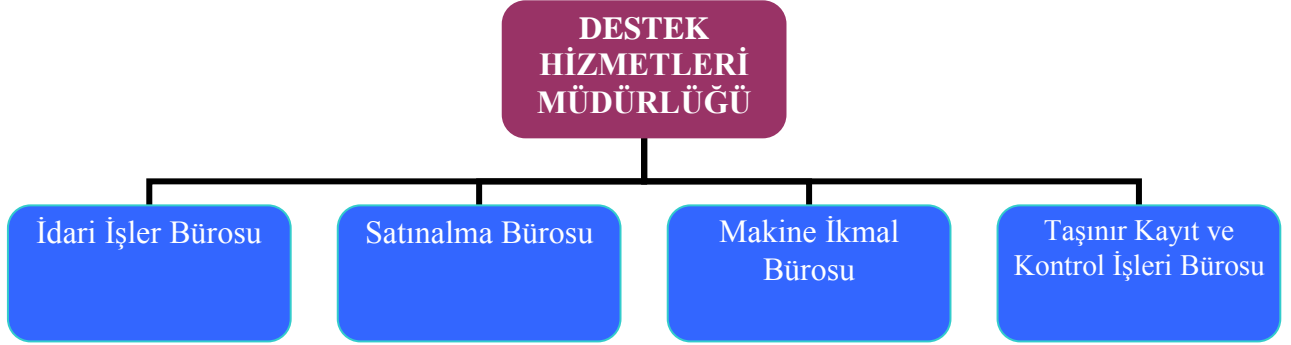 DESTEK
HİZMETLERİ
MÜDÜRLÜĞÜ
İdari İşler Bürosu
Satınalma Bürosu
Makine İkmal
Bürosu
Taşınır Kayıt ve
Kontrol İşleri Bürosu